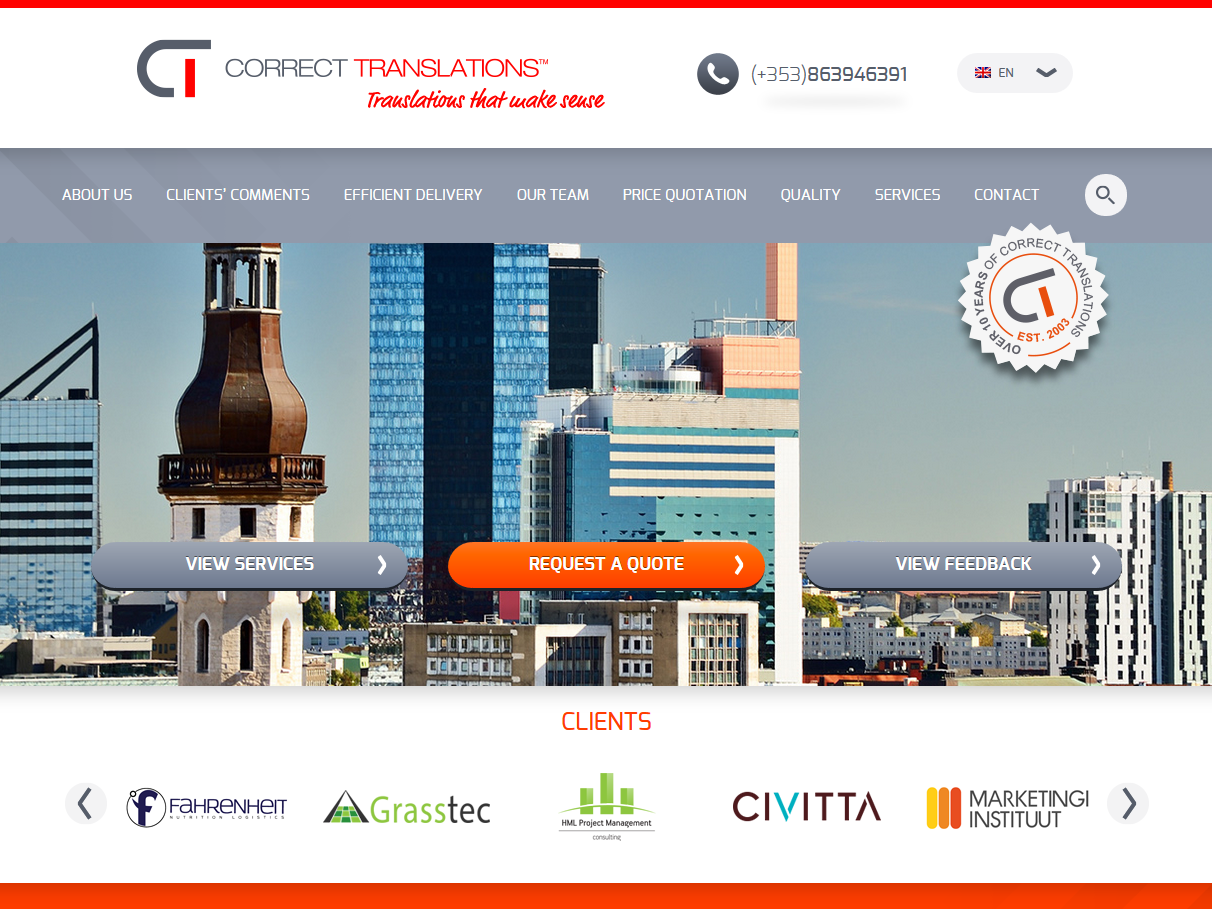 CORRECT TRANSLATIONS™
Translations that make sense
(+353)863946391
EN
ABOUT US
CLIENTS' COMMENTS
EFFICIENT DELIVERY
OUR TEAM
PRICE QUOTATION
QUALITY
SERVICES
CONTACT
OVER 10 YEARS OF CORRECT TRANSLATIONS
EST. 2003
VIEW SERVICES
REQUEST A QUOTE
VIEW FEEDBACK
CLIENTS
FAHRENHEIT
NUTRITION LOGISTICS
Grasstec
HML Project Management
consulting
CIVITTA
MARKETINGI
INSTITUUT